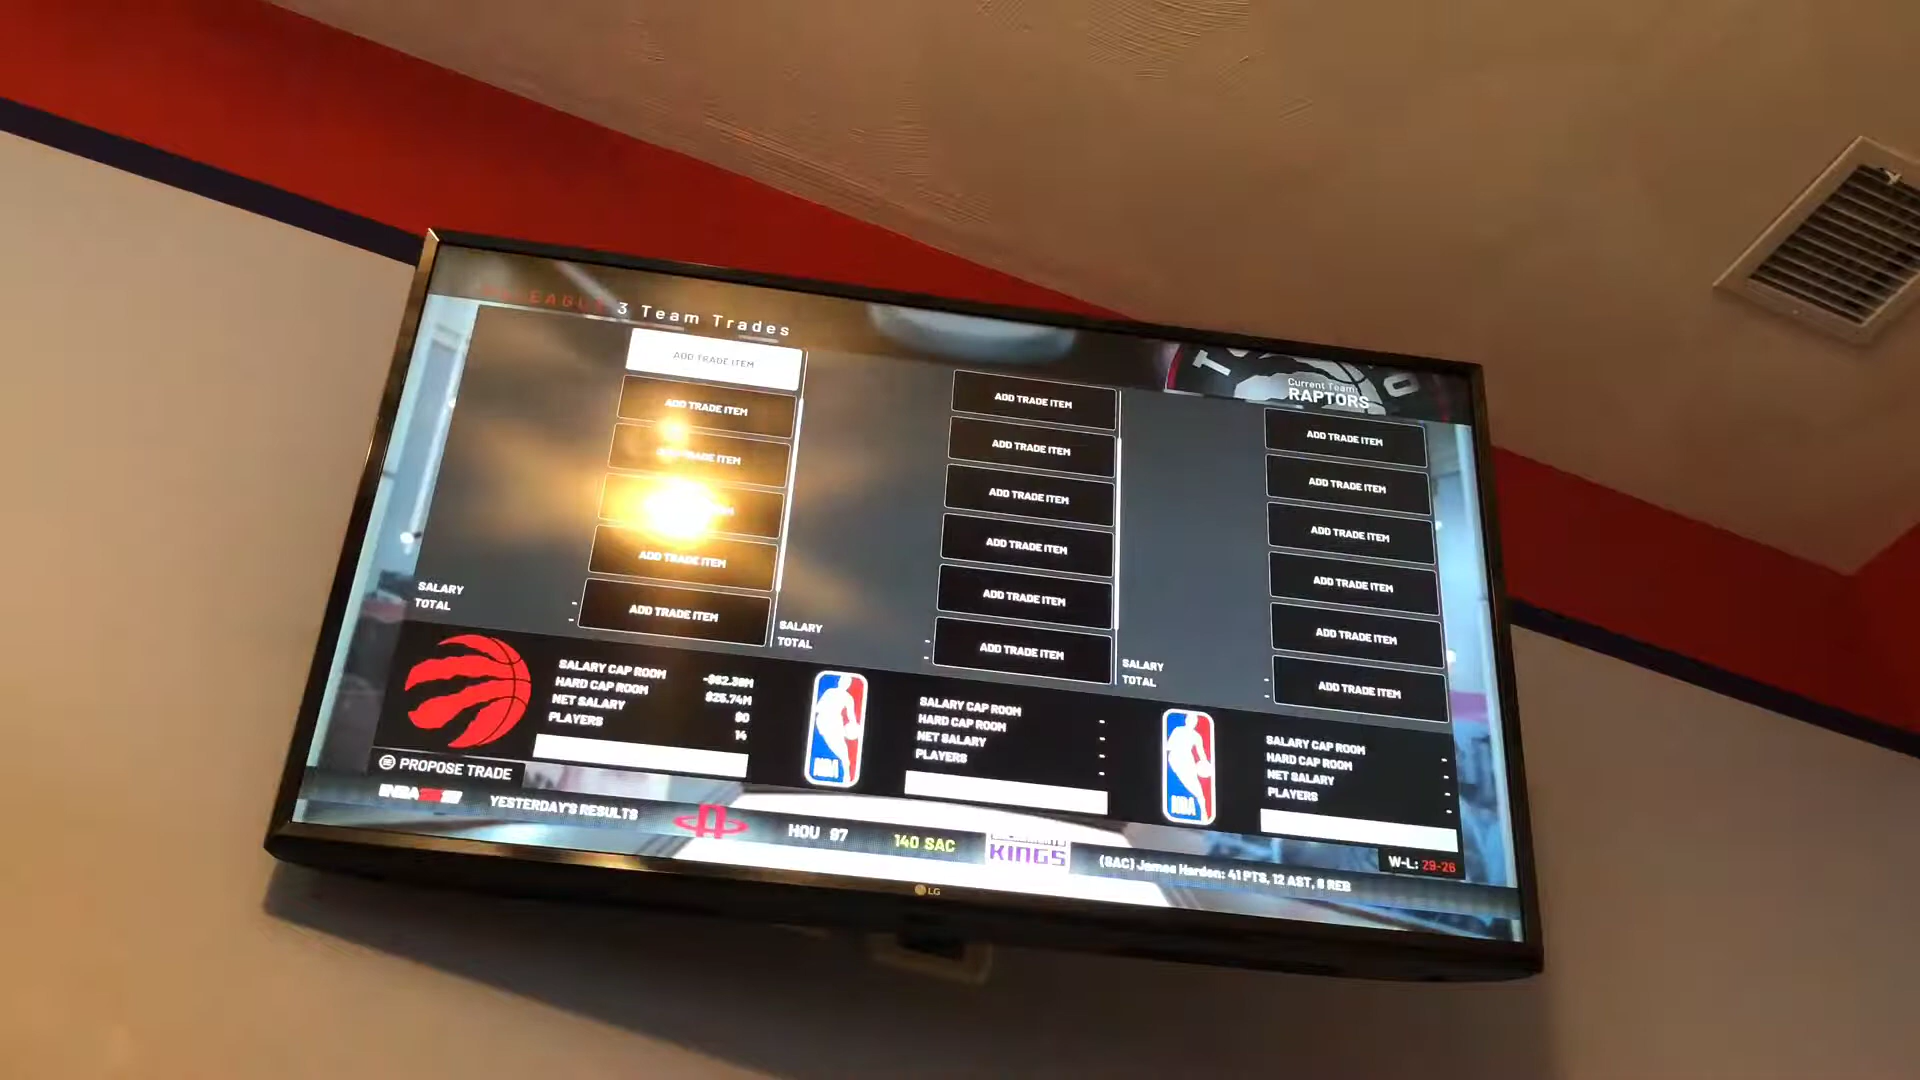 3 Team Trades
Current Team:
RAPTORS
ADD TRADE ITEM
ADD TRADE ITEM
ADD TRADE ITEM
ADD TRADE ITEM
ADD TRADE ITEM
SALARY
TOTAL
ADD TRADE ITEM
ADD TRADE ITEM
ADD TRADE ITEM
ADD TRADE ITEM
ADD TRADE ITEM
SALARY
TOTAL
ADD TRADE ITEM
ADD TRADE ITEM
ADD TRADE ITEM
ADD TRADE ITEM
ADD TRADE ITEM
ADD TRADE ITEM
SALARY
TOTAL
ADD TRADE ITEM
SALARY CAP ROOM
HARD CAP ROOM $25.74M
NET SALARY $0
PLAYERS 14
NBA
SALARY CAP ROOM -
HARD CAP ROOM -
NET SALARY -
PLAYERS -
NBA
SALARY CAP ROOM -
HARD CAP ROOM -
NET SALARY -
PLAYERS -
PROPOSE TRADE
YESTERDAY'S RESULTS
HOU 97
140 SAC
KINGS
(SAC) James Harden: 41 PTS, 12 AST, 8 REB
W-L: 29-26
LG